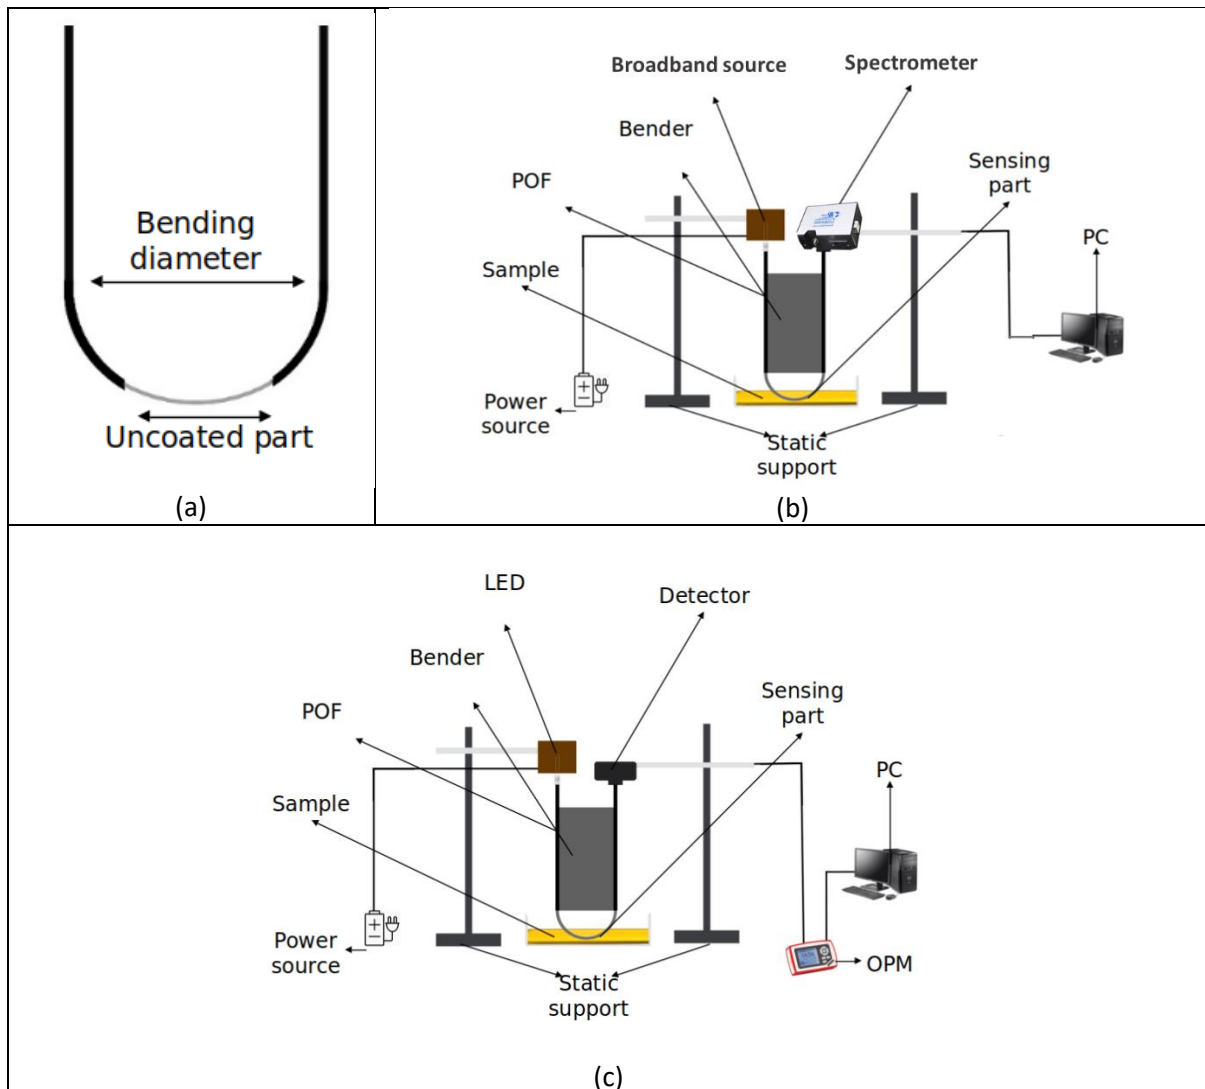 Bending
diameter
Uncoated part
(a)
Broadband source
Spectrometer
Bender
Sensing
part
POF
PC
Sample
Power
source
Static
support
(b)
LED
Detector
Bender
Sensing
part
POF
PC
Sample
Power
source
OPM
Static
support
(c)